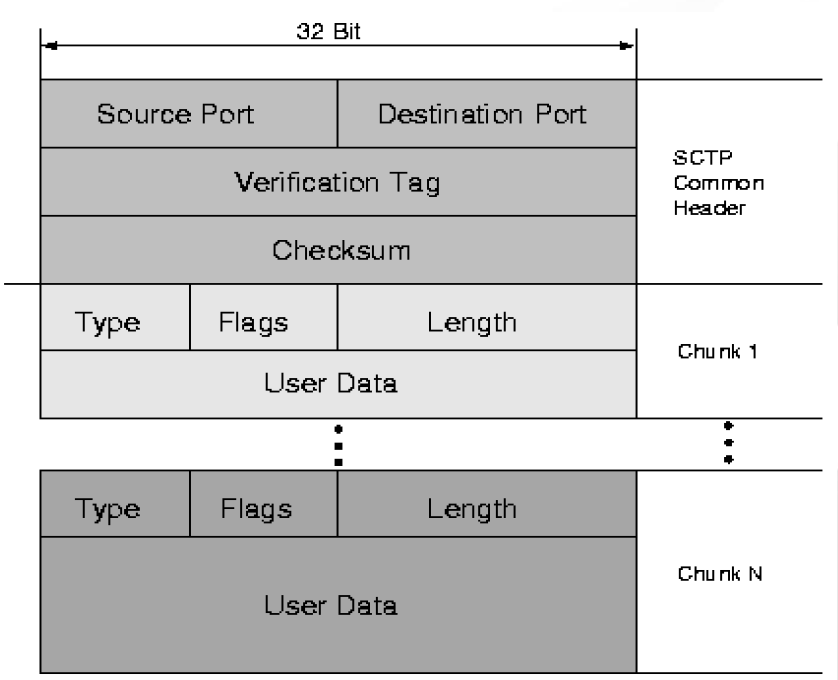 32 Bit
Source Port
Destination Port
Verification Tag
SCTP
Common
Header
Checksum
Type
Flags
Length
Chunk 1
User Data
Type
Flags
Length
Chunk N
User Data